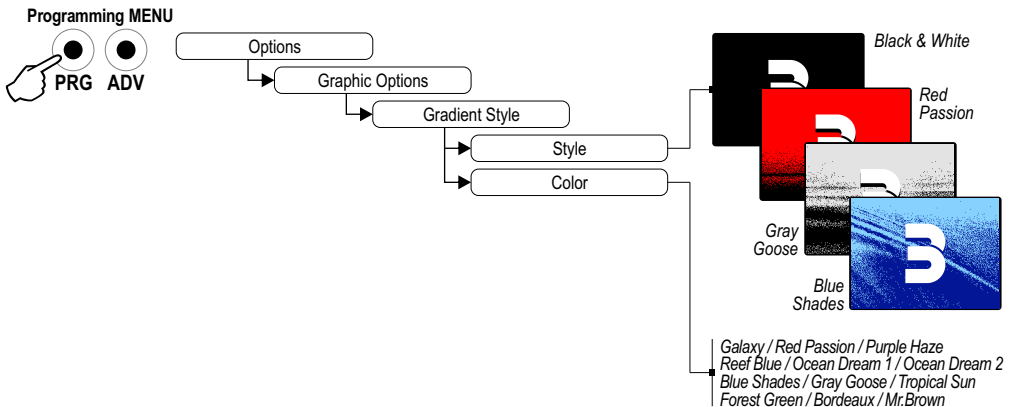 Programming MENU
PRG ADV
Options
Graphic Options
Gradient Style
Style
Color
Black & White
Red
Passion
Gray
Goose
Blue
Shades
Galaxy / Red Passion / Purple Haze
Reef Blue / Ocean Dream 1 / Ocean Dream 2
Blue Shades / Gray Goose / Tropical Sun
Forest Green / Bordeaux / Mr.Brown